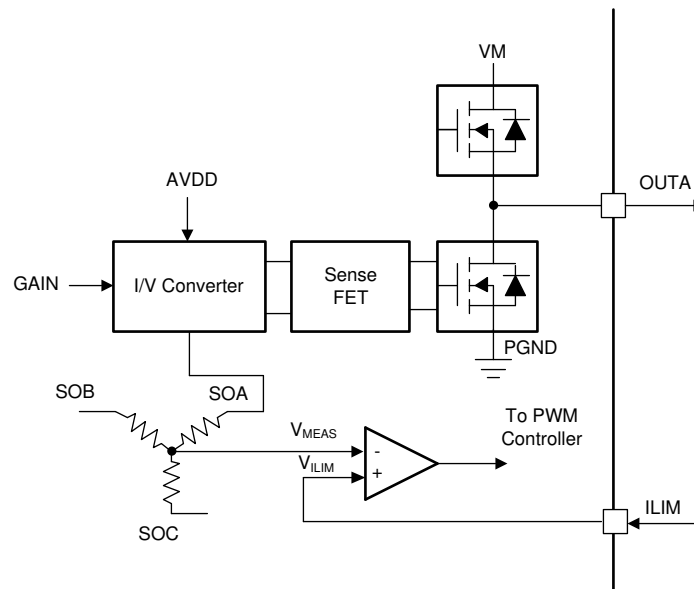 VM
AVDD
OUTA
GAIN
I/V Converter
Sense
FET
PGND
SOB
SOA
VMEAS
To PWM
Controller
-
VILIM
+
ILIM
SOC